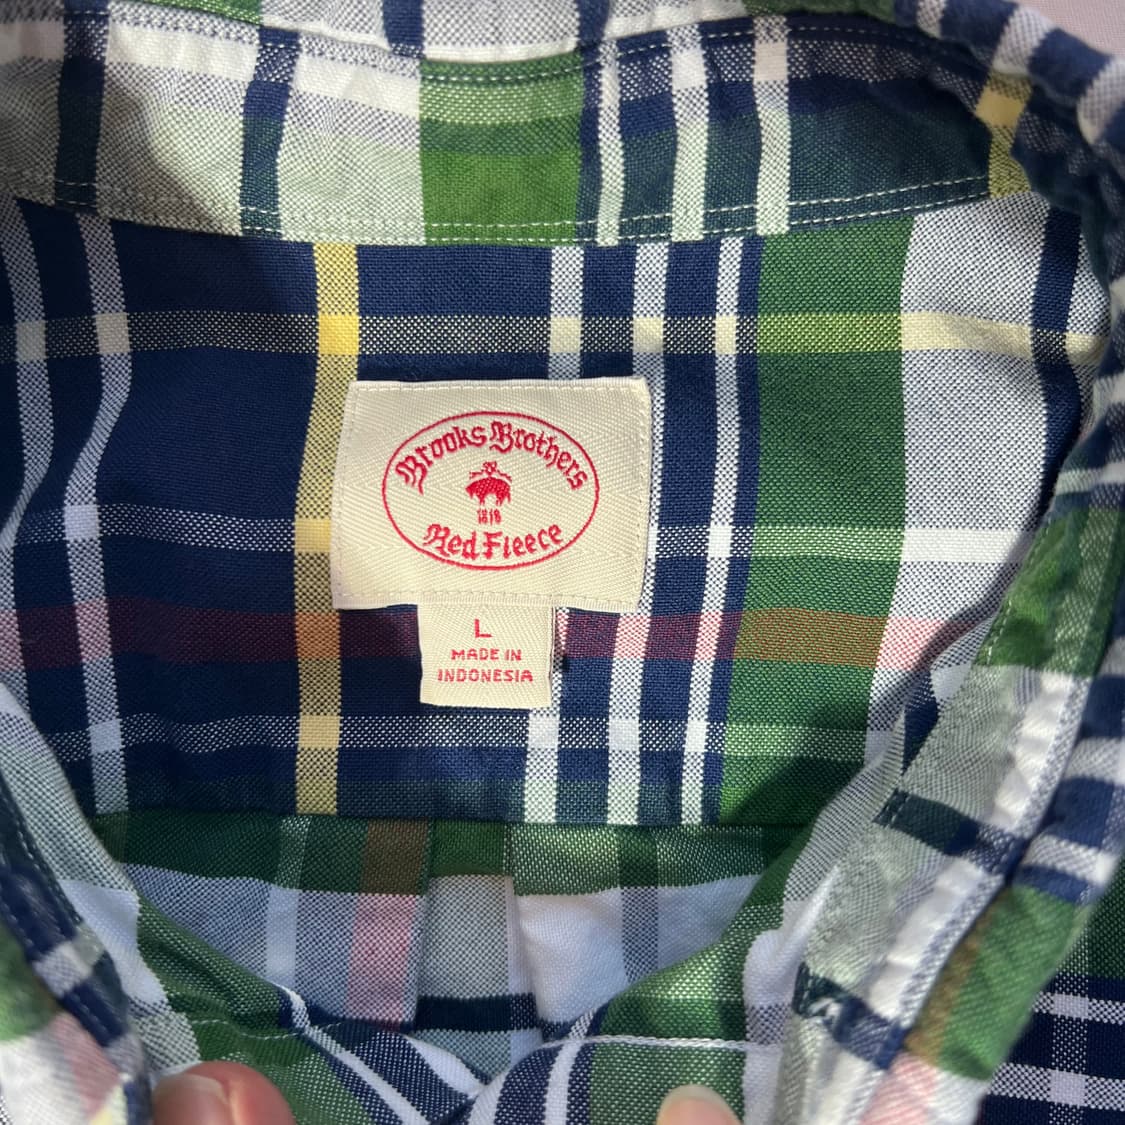 Brooks Brothers
1818
Red Fleece
L
MADE IN
INDONESIA